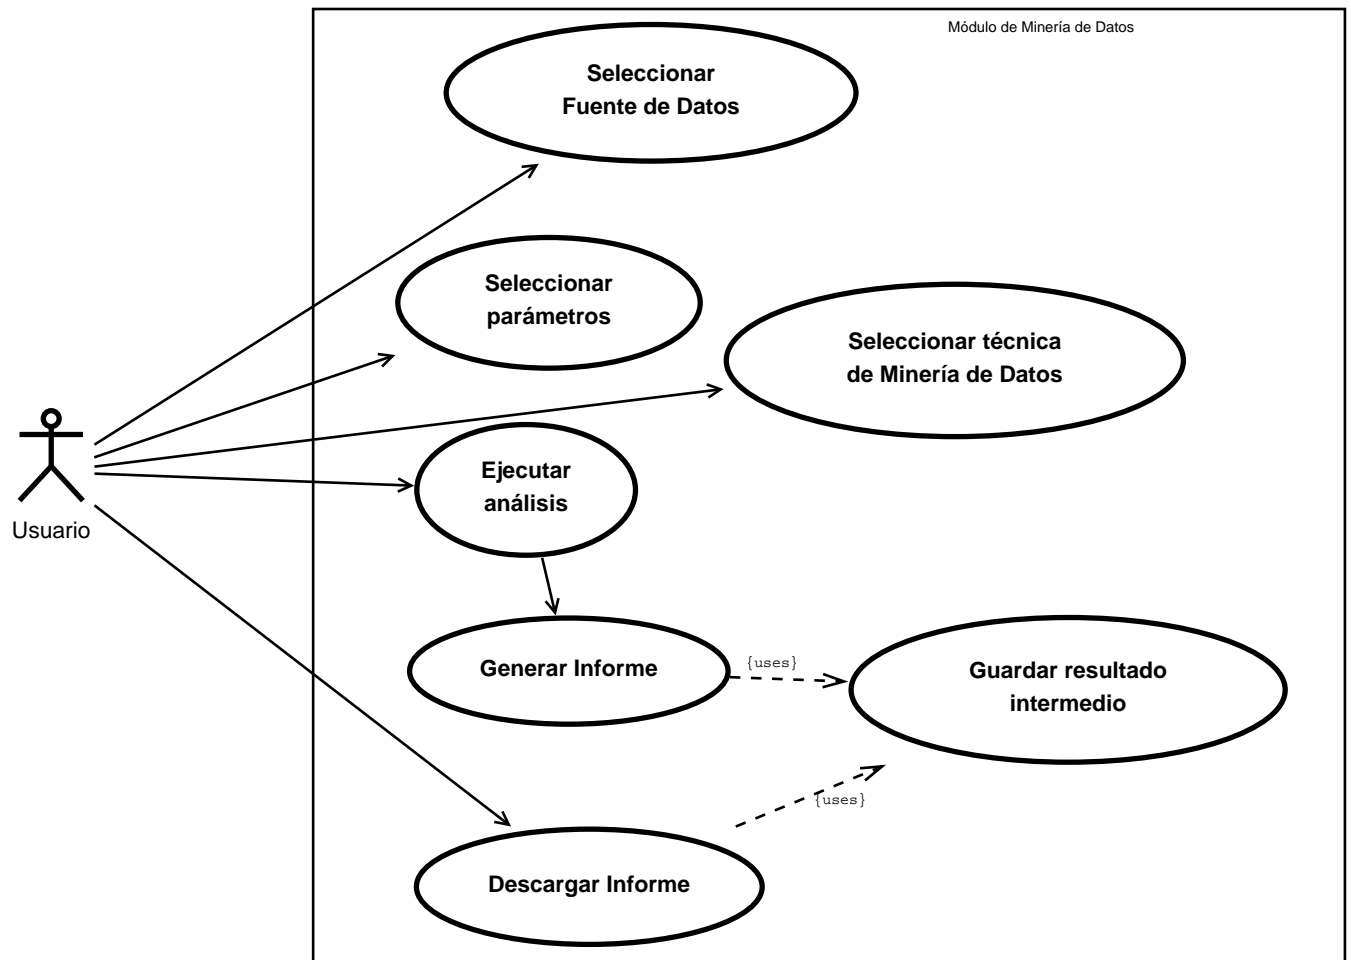 Módulo de Minería de Datos
Seleccionar
Fuente de Datos
Seleccionar
parámetros
Seleccionar técnica
de Minería de Datos
Ejecutar
análisis
Usuario
Generar Informe
{uses}
Guardar resultado
intermedio
{uses}
Descargar Informe